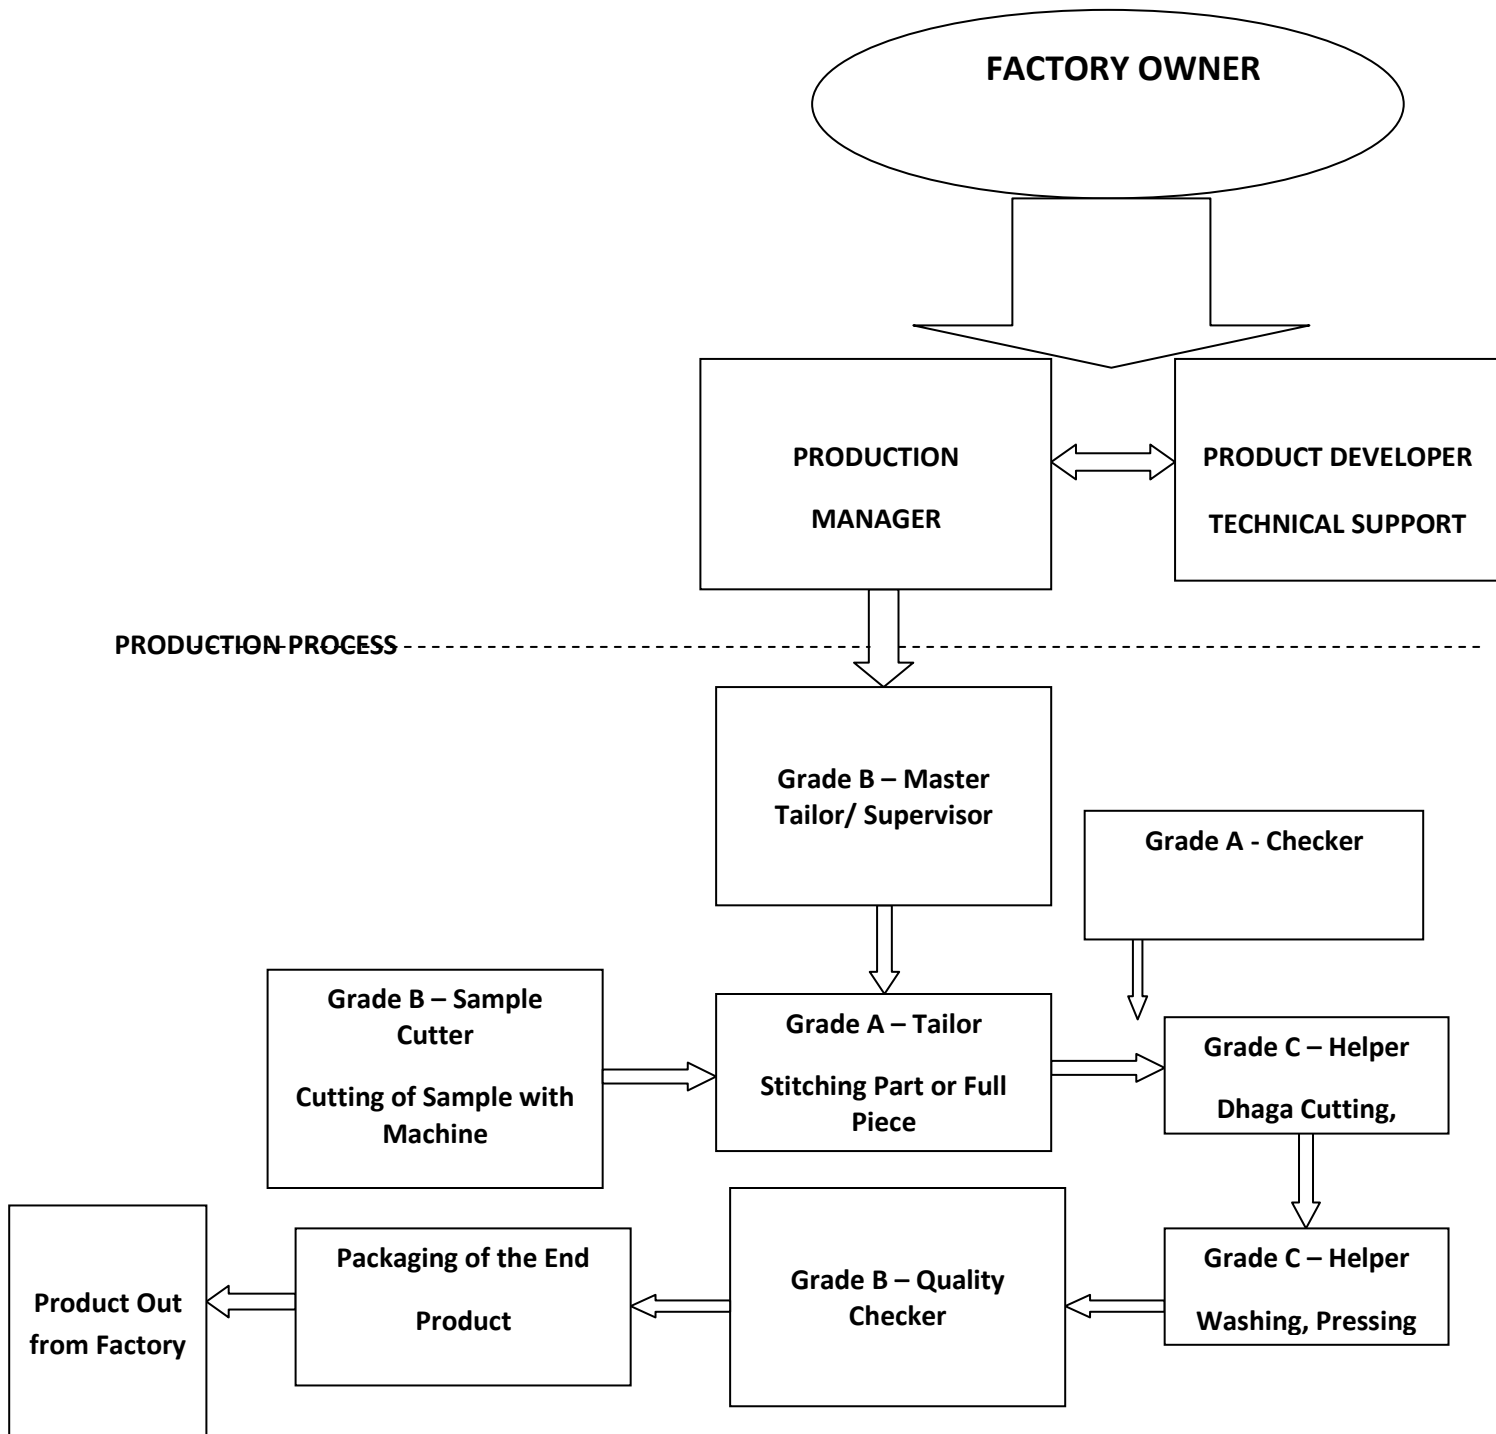 FACTORY OWNER
PRODUCTION
MANAGER
PRODUCT DEVELOPER
TECHNICAL SUPPORT
PRODUCTION PROCESS
Grade B – Master
Tailor/ Supervisor
Grade A - Checker
Grade B – Sample
Cutter
Cutting of Sample with
Machine
Grade A – Tailor
Stitching Part or Full
Piece
Grade C – Helper
Dhaga Cutting,
Grade C – Helper
Washing, Pressing
Grade B – Quality
Checker
Packaging of the End
Product
Product Out
from Factory